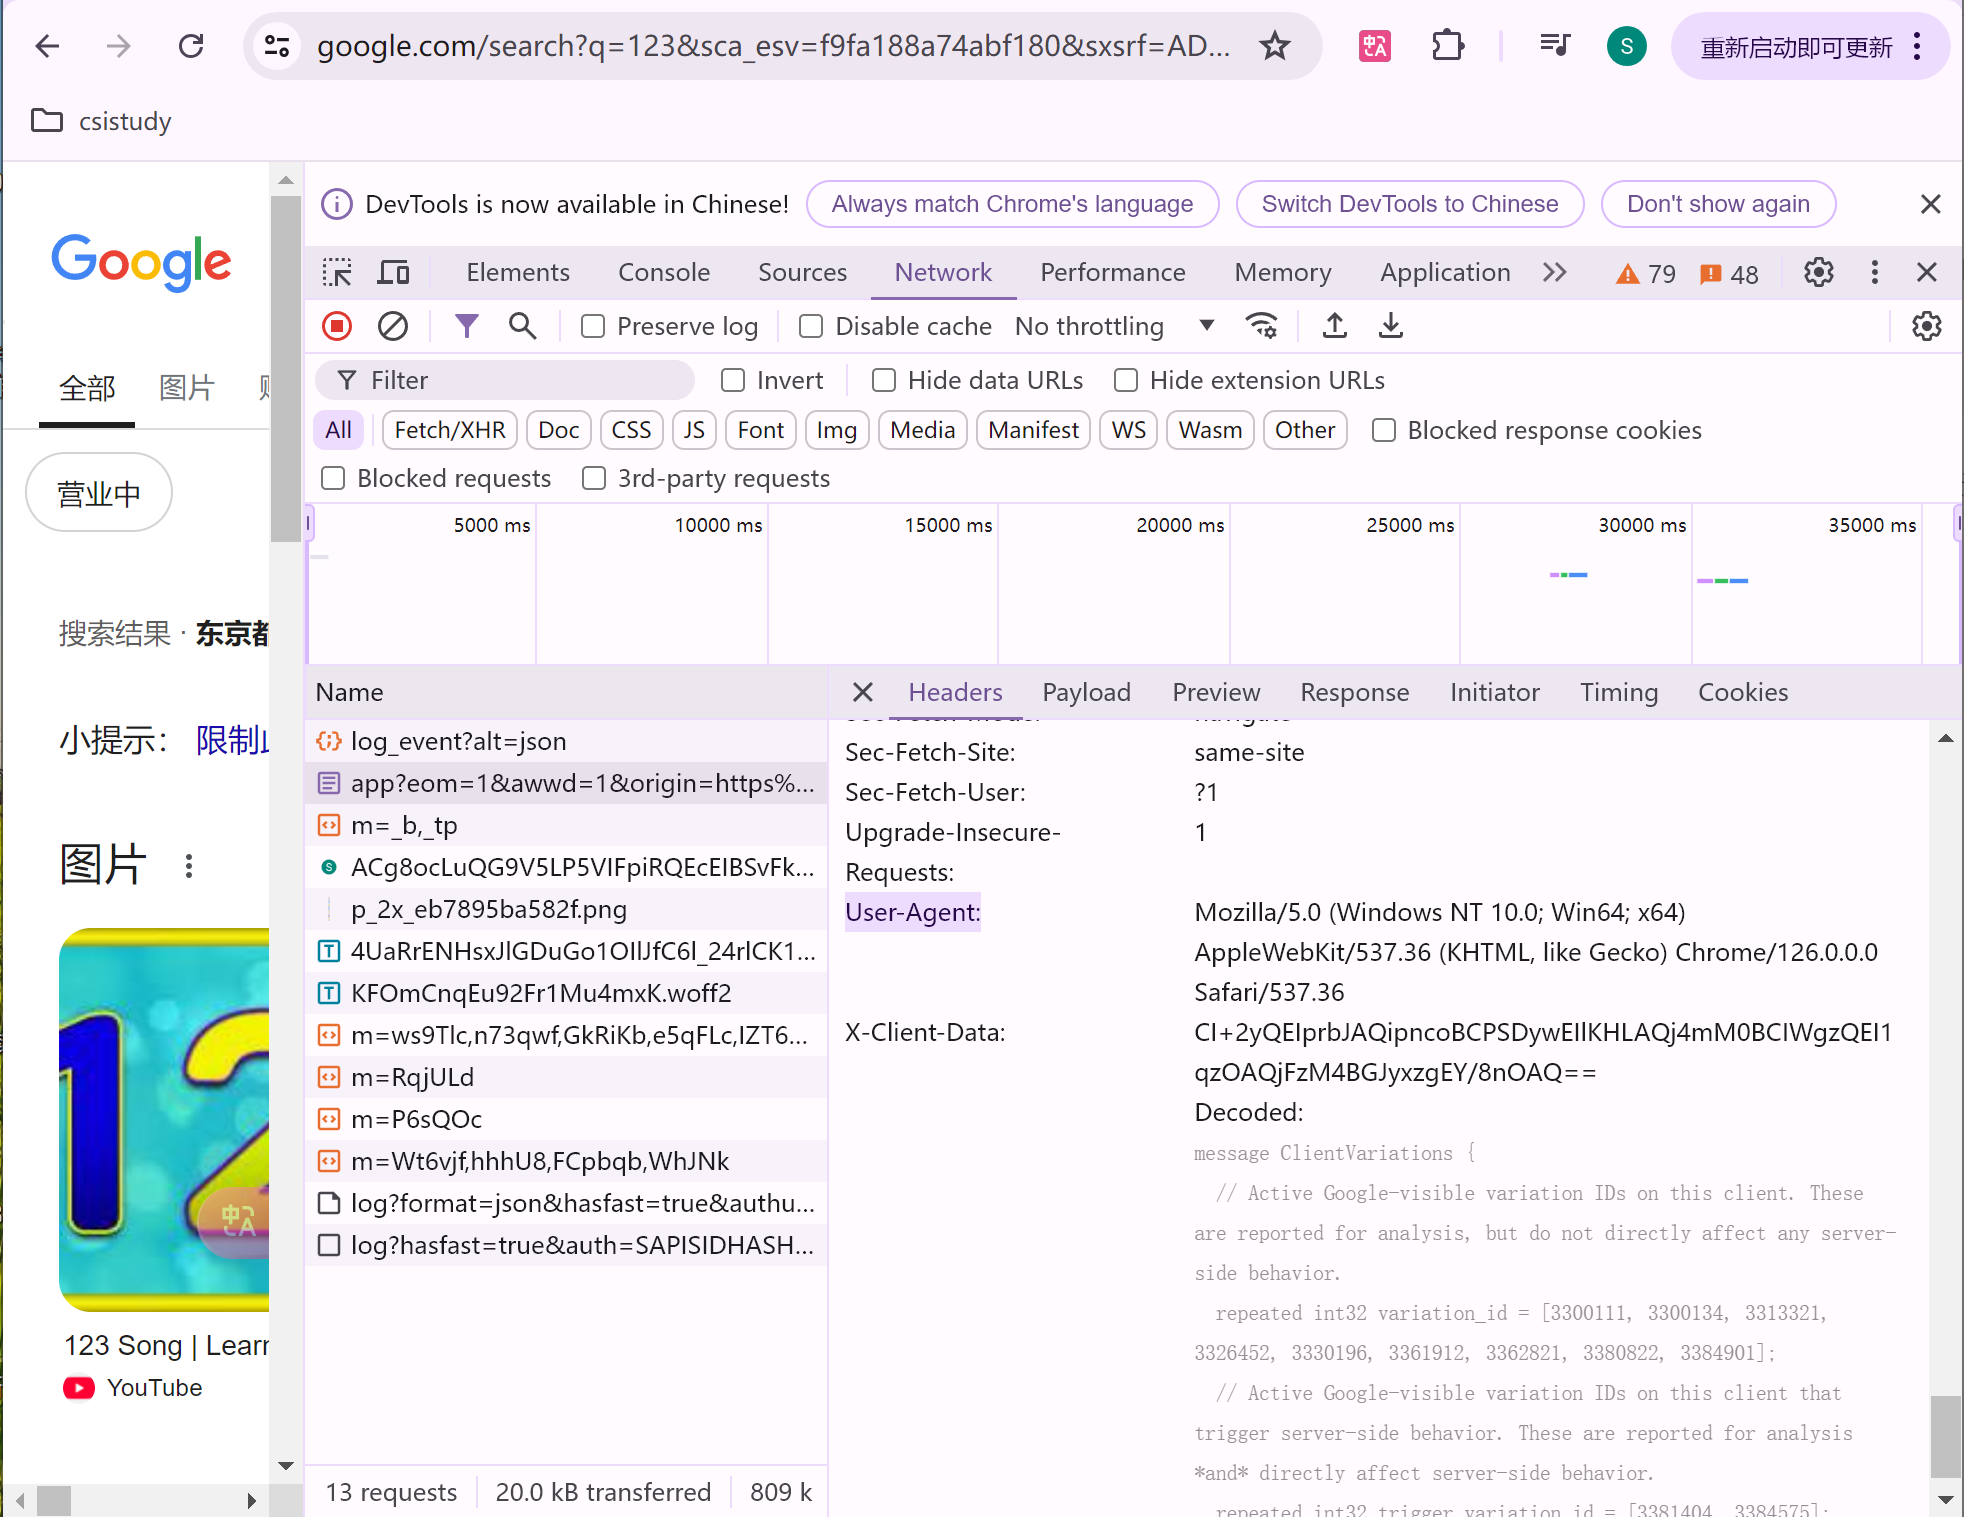 google.com/search?q=123&sca_esv=f9fa188a74abf180&sxsrf=AD...
S
重新启动即可更新
csistudy
DevTools is now available in Chinese!
Always match Chrome's language
Switch DevTools to Chinese
Don't show again
Google
Elements
Console
Sources
Network
Performance
Memory
Application
79
48
Preserve log
Disable cache
No throttling
全部
图片
Filter
Invert
Hide data URLs
Hide extension URLs
All
Fetch/XHR
Doc
CSS
JS
Font
Img
Media
Manifest
WS
Wasm
Other
Blocked response cookies
Blocked requests
3rd-party requests
营业中
5000 ms
10000 ms
15000 ms
20000 ms
25000 ms
30000 ms
35000 ms
搜索结果 · 东京都
小提示： 限制
图片
12
中A
123 Song | Learn
YouTube
Name
log_event?alt=json
app?eom=1&awwd=1&origin=https%...
m=_b,_tp
ACg8ocLuQG9V5LP5VIFpiRQEcEIBSvFk...
p_2x_eb7895ba582f.png
4UaRrENHsxJlGDuGo1OIlJfC6l_24rlCK1...
KFOmCnqEu92Fr1Mu4mxK.woff2
m=ws9Tlc,n73qwf,GkRiKb,e5qFLc,IZT6...
m=RqjULd
m=P6sQOc
m=Wt6vjf,hhhU8,FCpbqb,WhJNk
log?format=json&hasfast=true&authu...
log?hasfast=true&auth=SAPISIDHASH...
13 requests
20.0 kB transferred
809 k
Headers
Payload
Preview
Response
Initiator
Timing
Cookies
Sec-Fetch-Mode: navigate
Sec-Fetch-Site: same-site
Sec-Fetch-User: ?1
Upgrade-Insecure- 1
Requests:
User-Agent: Mozilla/5.0 (Windows NT 10.0; Win64; x64)
AppleWebKit/537.36 (KHTML, like Gecko) Chrome/126.0.0.0
Safari/537.36
X-Client-Data: CI+2yQEIprbJAQipncoBCPSDywEIlKHLAQj4mM0BCIWgzQEI1
qzOAQjFzM4BGJyxzgEY/8nOAQ==
Decoded:
message ClientVariations {
// Active Google-visible variation IDs on this client. These
are reported for analysis, but do not directly affect any server-
side behavior.
repeated int32 variation_id = [3300111, 3300134, 3313321,
3326452, 3330196, 3361912, 3362821, 3380822, 3384901];
// Active Google-visible variation IDs on this client that
trigger server-side behavior. These are reported for analysis
*and* directly affect server-side behavior.
repeated int32 trigger_variation_id = [3381404, 3384575];